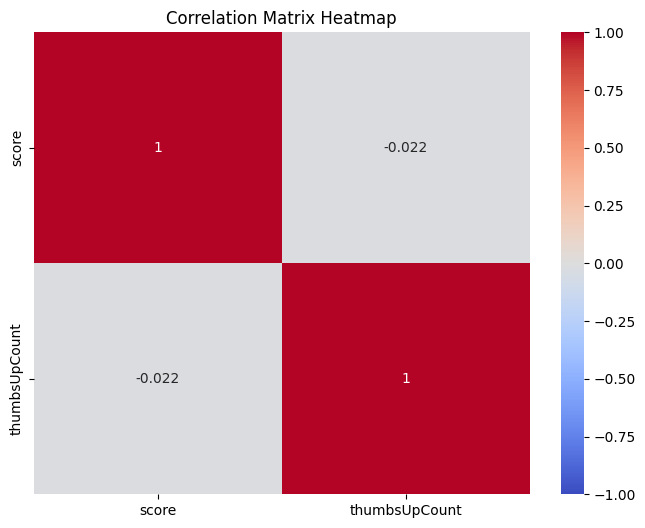 Correlation Matrix Heatmap
score
thumbsUpCount
1
-0.022
-0.022
1
score
thumbsUpCount
1.00
0.75
0.50
0.25
0.00
−0.25
−0.50
−0.75
−1.00